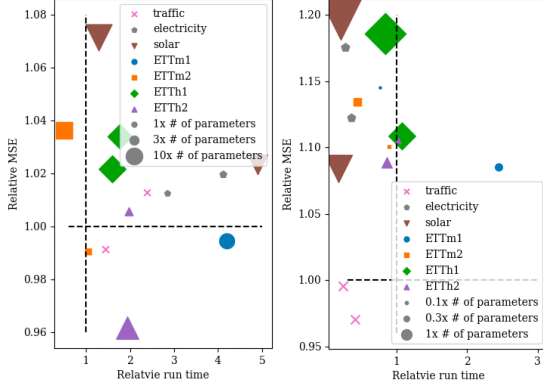 1.08
1.06
1.04
1.02
1.00
0.98
0.96
Relative MSE
1
2
3
4
5
Relatvie run time
traffic
electricity
solar
ETTm1
ETTm2
ETTh1
ETTh2
1x # of parameters
3x # of parameters
10x # of parameters
1.20
1.15
1.10
1.05
1.00
0.95
Relative MSE
1
3
Relatvie run time
traffic
electricity
solar
ETTm1
ETTm2
ETTh1
ETTh2
0.1x # of parameters
0.3x # of parameters
1x # of parameters